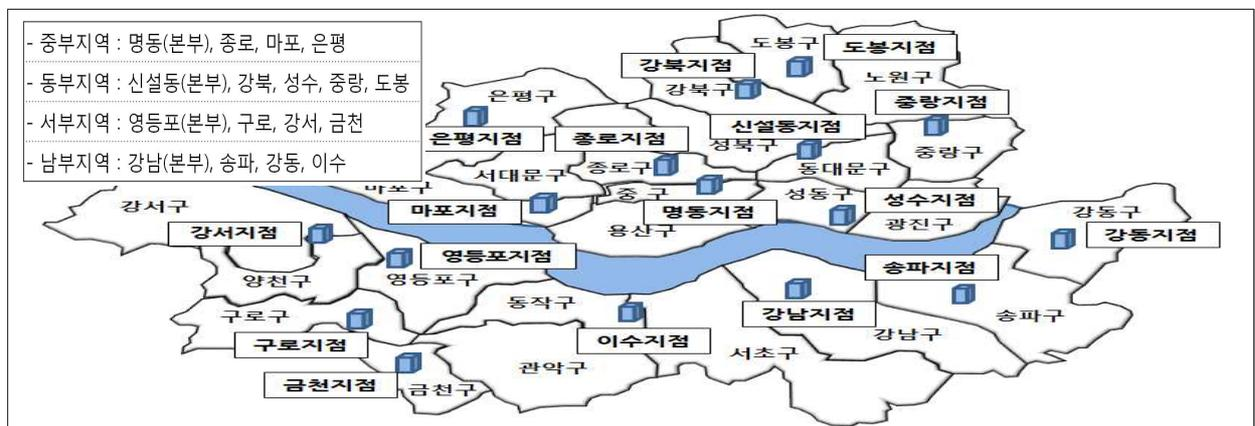 - 중부지역 : 명동(본부), 종로, 마포, 은평
- 동부지역 : 신설동(본부), 강북, 성수, 중랑, 도봉
- 서부지역 : 영등포(본부), 구로, 강서, 금천
- 남부지역 : 강남(본부), 송파, 강동, 이수
도봉구
도봉지점
강북지점
노원구
강북구
은평구
중랑지점
신설동지점
은평지점
종로지점
성북구
중랑구
종로구
동대문구
서대문구
마포구
중 구
성동구
성수지점
강서구
마포지점
명동지점
광진구
강동구
강서지점
용산구
강동지점
영등포지점
송파지점
양천구
영등포구
동작구
강남지점
송파구
구로구
강남구
구로지점
이수지점
서초구
관악구
금천지점
금천구